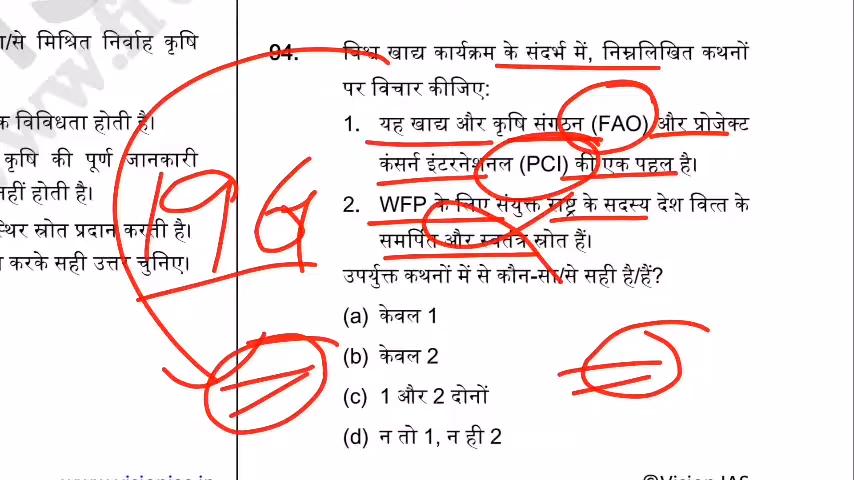 /से मिश्रित निर्वाह कृषि
क विविधता होती है।
कृषि की पूर्ण जानकारी
नहीं होती है।
स्थिर स्रोत प्रदान करती है।
करके सही उत्तर चुनिए।
196
94. विश्व खाद्य कार्यक्रम के संदर्भ में, निम्नलिखित कथनों
पर विचार कीजिए:
1. यह खाद्य और कृषि संगठन (FAO) और प्रोजेक्ट
कंसर्न इंटरनेशनल (PCI) की एक पहल है।
2. WFP के लिए संयुक्त राष्ट्र के सदस्य देश वित्त के
समर्पित और स्वतंत्र स्रोत हैं।
उपर्युक्त कथनों में से कौन-सा/से सही है/हैं?
(a) केवल 1
(b) केवल 2
(c) 1 और 2 दोनों
(d) न तो 1, न ही 2
©Vision IAS